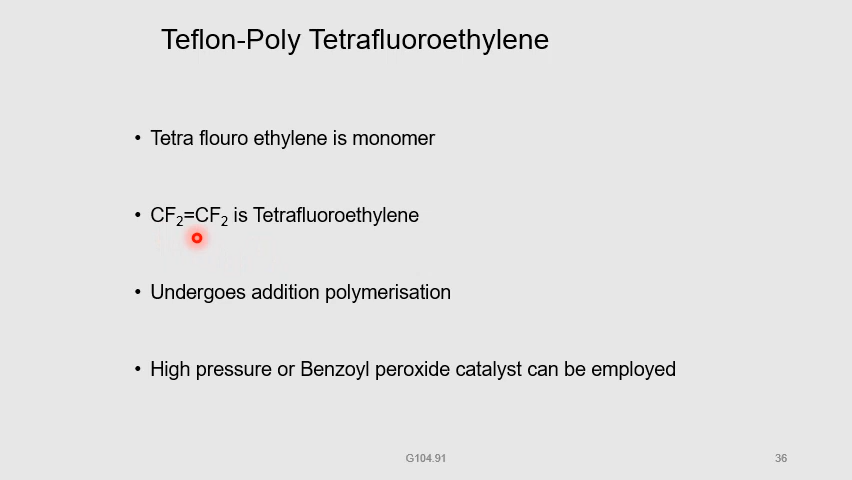 Teflon-Poly Tetrafluoroethylene
• Tetra flouro ethylene is monomer
• CF₂=CF₂ is Tetrafluoroethylene
• Undergoes addition polymerisation
• High pressure or Benzoyl peroxide catalyst can be employed
G104.91
36